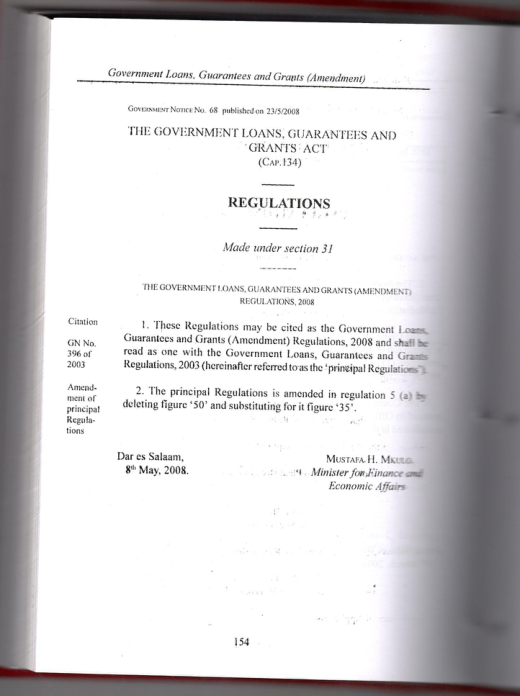 Government Loans, Guarantees and Grants (Amendment)
GOVERNMENT NOTICE No. 68 published on 23/5/2008
THE GOVERNMENT LOANS, GUARANTEES AND
GRANTS ACT
(CAP.134)
REGULATIONS
Made under section 31
THE GOVERNMENT LOANS, GUARANTEES AND GRANTS (AMENDMENT)
REGULATIONS, 2008
Citation
GN No.
396 of
2003
1. These Regulations may be cited as the Government Loans,
Guarantees and Grants (Amendment) Regulations, 2008 and shall be
read as one with the Government Loans, Guarantees and Grants
Regulations, 2003 (hereinafter referred to as the 'principal Regulations').
Amend-
ment of
principal
Regula-
tions
2. The principal Regulations is amended in regulation 5 (a) by
deleting figure '50' and substituting for it figure '35'.
Dar es Salaam,
8th May, 2008.
MUSTAFA H. MKULO,
Minister for Finance and
Economic Affairs
154